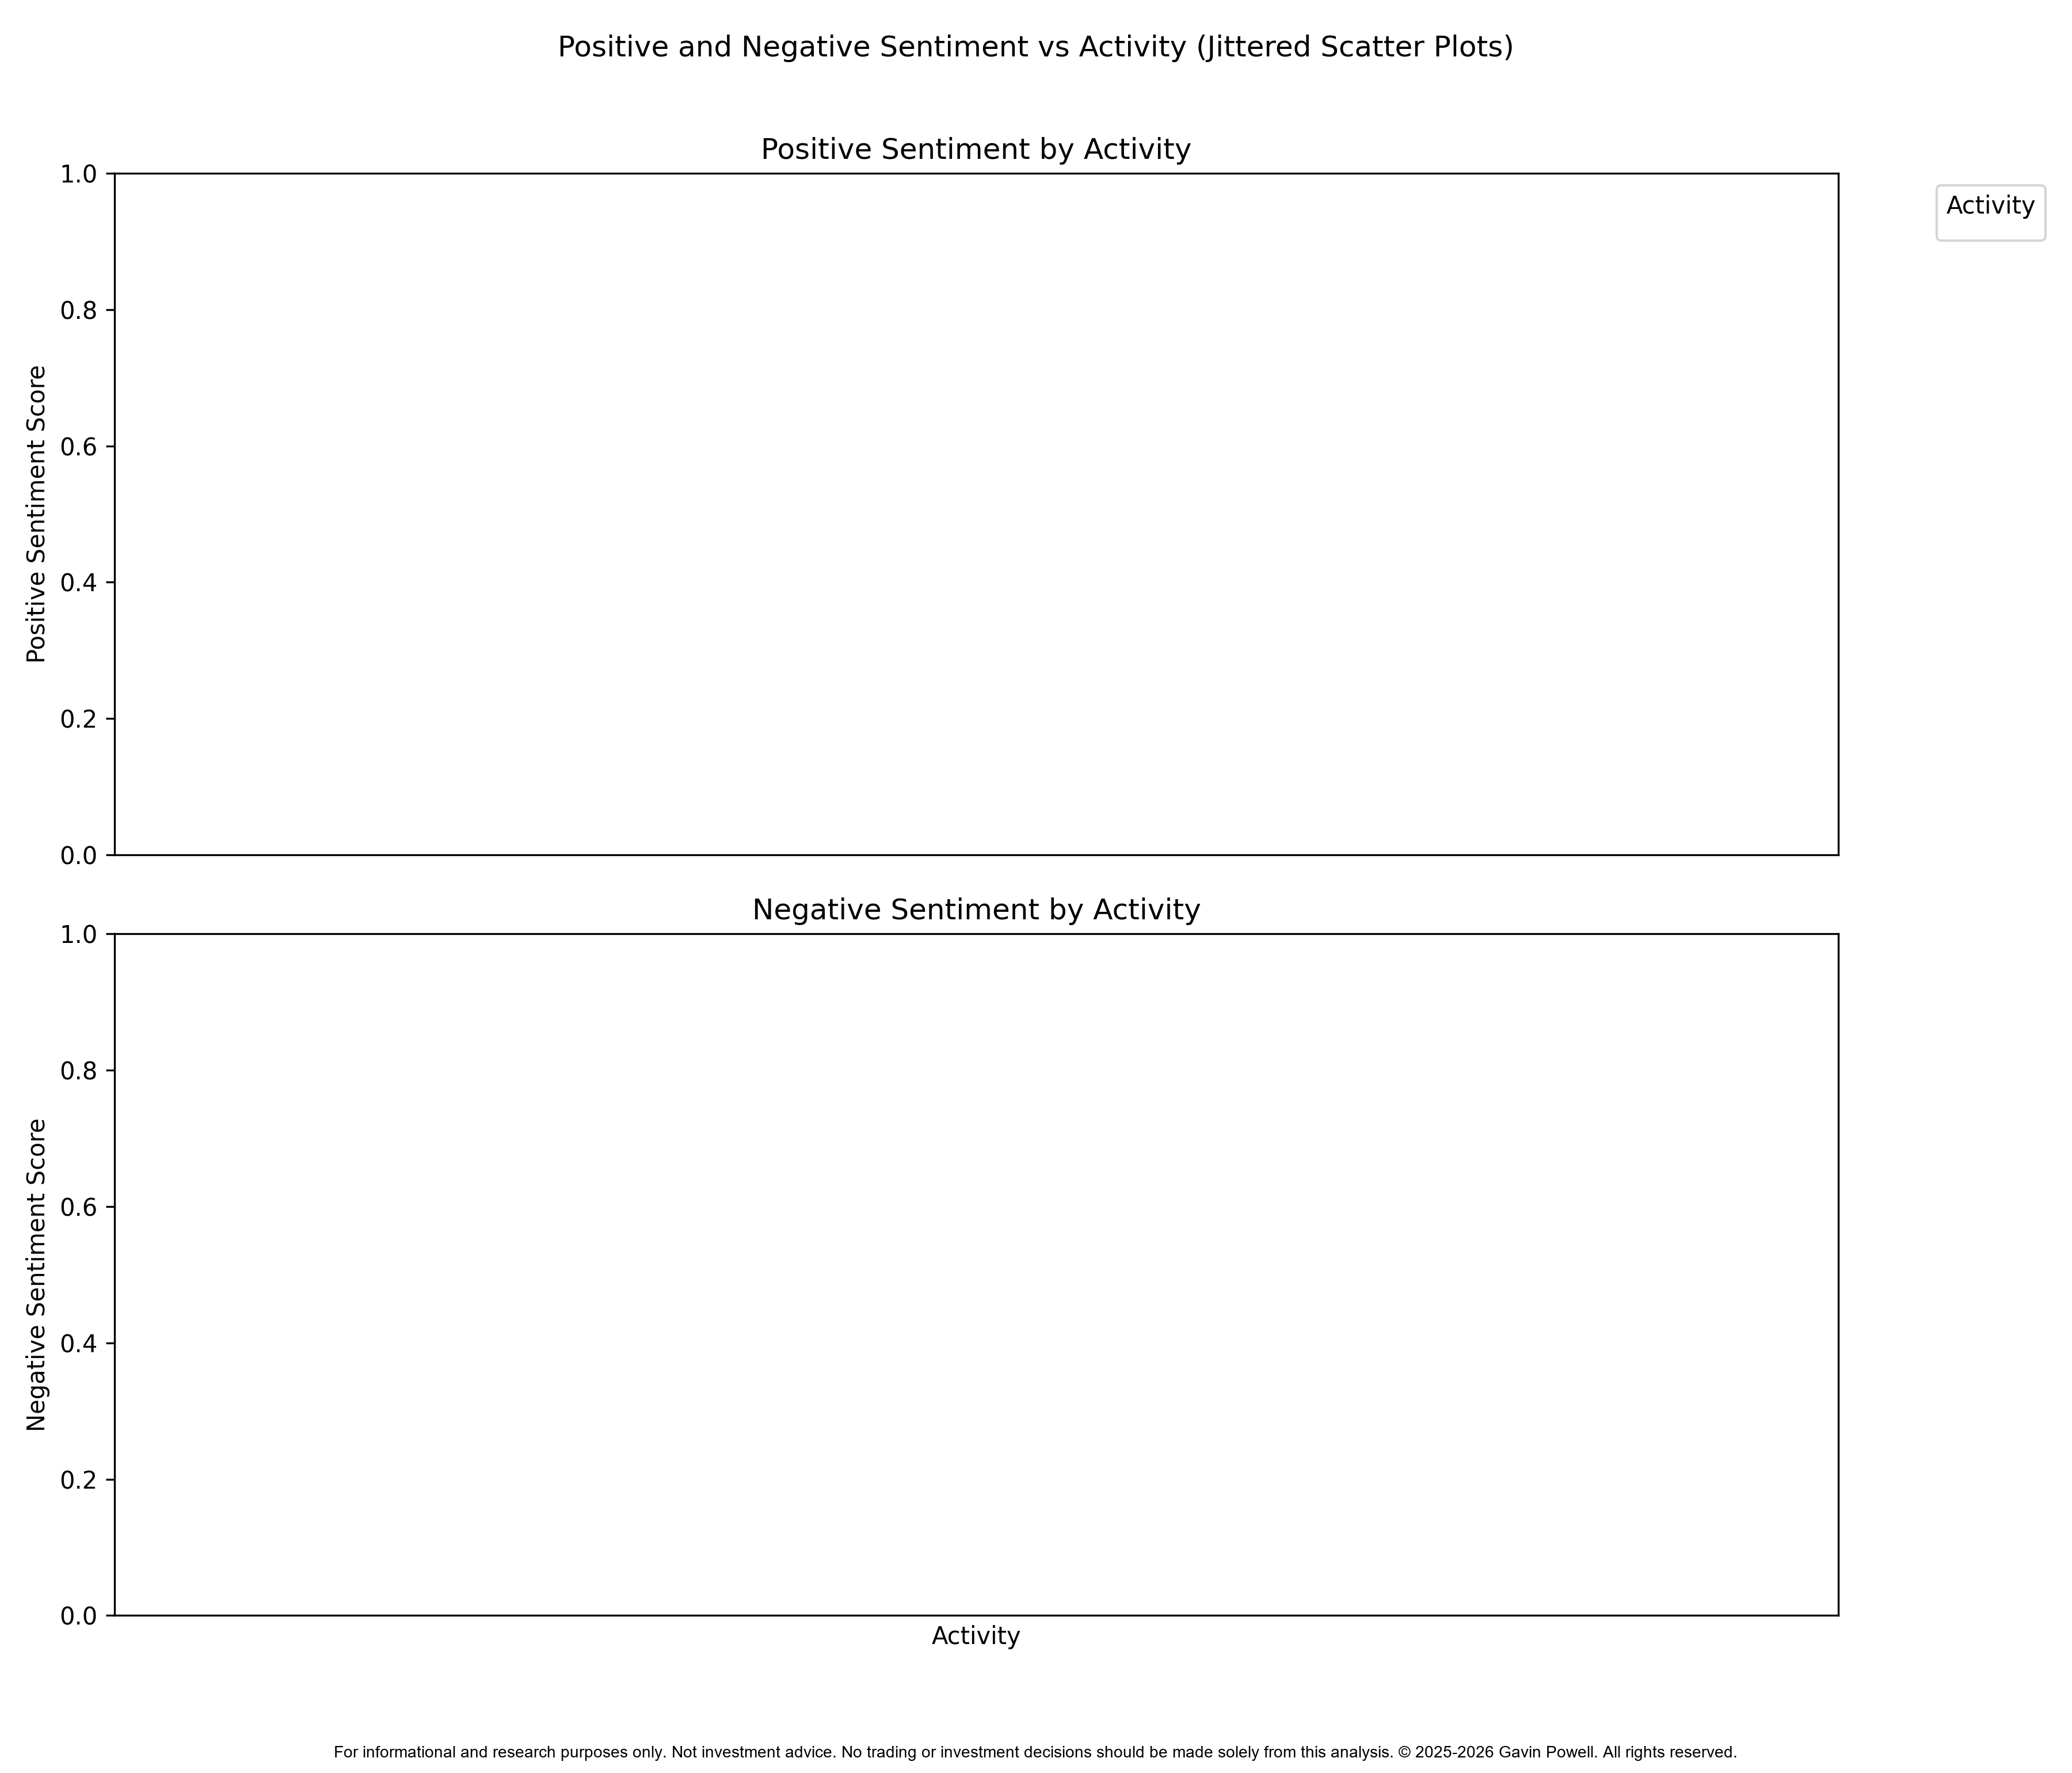 Positive and Negative Sentiment vs Activity (Jittered Scatter Plots)
Positive Sentiment by Activity
Activity
Positive Sentiment Score
1.0
0.8
0.6
0.4
0.2
0.0
Negative Sentiment by Activity
Negative Sentiment Score
1.0
0.8
0.6
0.4
0.2
0.0
Activity
For informational and research purposes only. Not investment advice. No trading or investment decisions should be made solely from this analysis. © 2025-2026 Gavin Powell. All rights reserved.